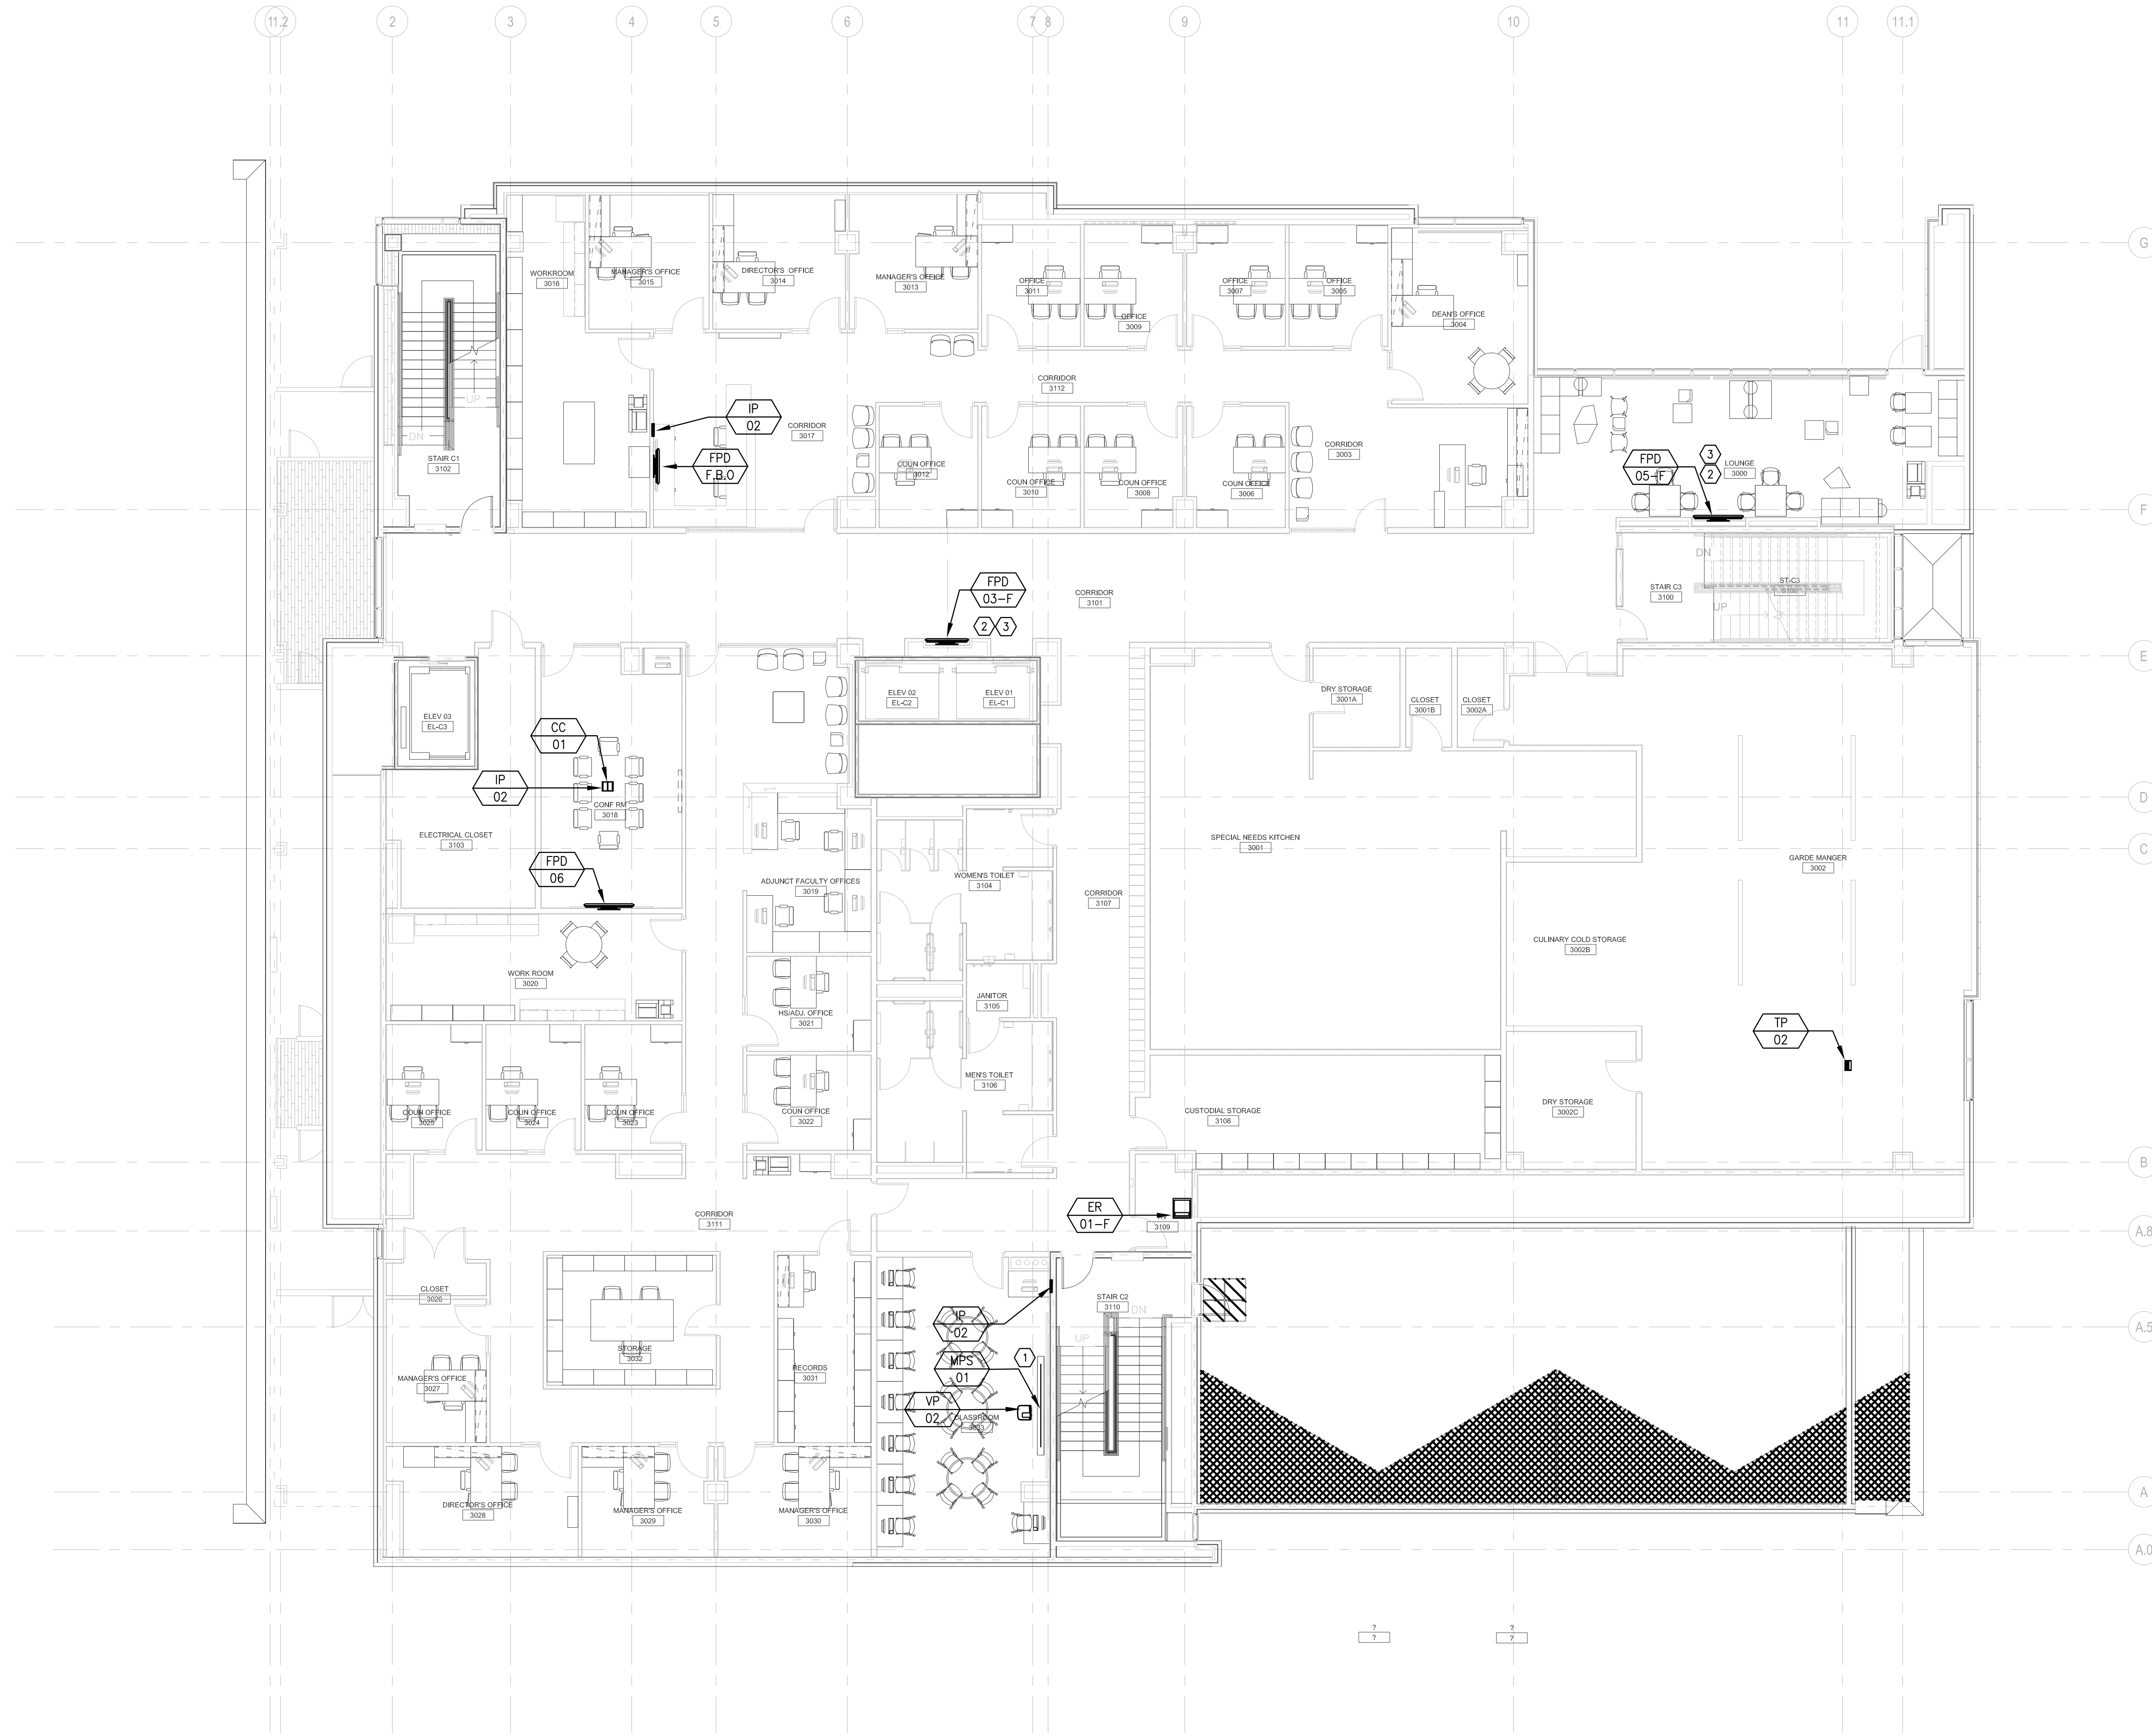 1
1.2
2
3
4
5
6
7
8
9
10
11
11.1
G
F
E
D
C
B
A.8
A.5
A
A.0
WORKROOM
3016
MANAGER'S OFFICE
3015
DIRECTOR'S OFFICE
3014
MANAGER'S OFFICE
3013
OFFICE
3011
OFFICE
3009
OFFICE
3007
OFFICE
3005
DEAN'S OFFICE
3004
CORRIDOR
3112
UP
DN
STAIR C1
3102
IP
02
CORRIDOR
3017
FPD
F.B.O
COUN OFFICE
3012
COUN OFFICE
3010
COUN OFFICE
3008
COUN OFFICE
3006
CORRIDOR
3003
FPD
05-F
3
2
LOUNGE
3000
FPD
03-F
2
3
CORRIDOR
3101
DN
STAIR C3
3100
ST-C3
UP
ELEV 03
EL-C3
ELEV 02
EL-C2
ELEV 01
EL-C1
DRY STORAGE
3001A
CLOSET
3001B
CLOSET
3002A
CC
01
IP
02
CONF RM
3018
ELECTRICAL CLOSET
3103
FPD
06
ADJUNCT FACULTY OFFICES
3019
WOMEN'S TOILET
3104
CORRIDOR
3107
SPECIAL NEEDS KITCHEN
3001
GARDE MANGER
3002
CULINARY COLD STORAGE
3002B
WORK ROOM
3020
HS/ADJ. OFFICE
3021
JANITOR
3105
TP
02
MEN'S TOILET
3106
COUN OFFICE
3025
COUN OFFICE
3024
COUN OFFICE
3023
COUN OFFICE
3022
CUSTODIAL STORAGE
3108
DRY STORAGE
3002C
CORRIDOR
3111
ER
01-F
3109
CLOSET
3026
IP
02
STAIR C2
3110
DN
UP
STORAGE
3032
RECORDS
3031
MPS
01
1
VP
02
CLASSROOM
3033
MANAGER'S OFFICE
3027
DIRECTOR'S OFFICE
3028
MANAGER'S OFFICE
3029
MANAGER'S OFFICE
3030
?
?
?
?